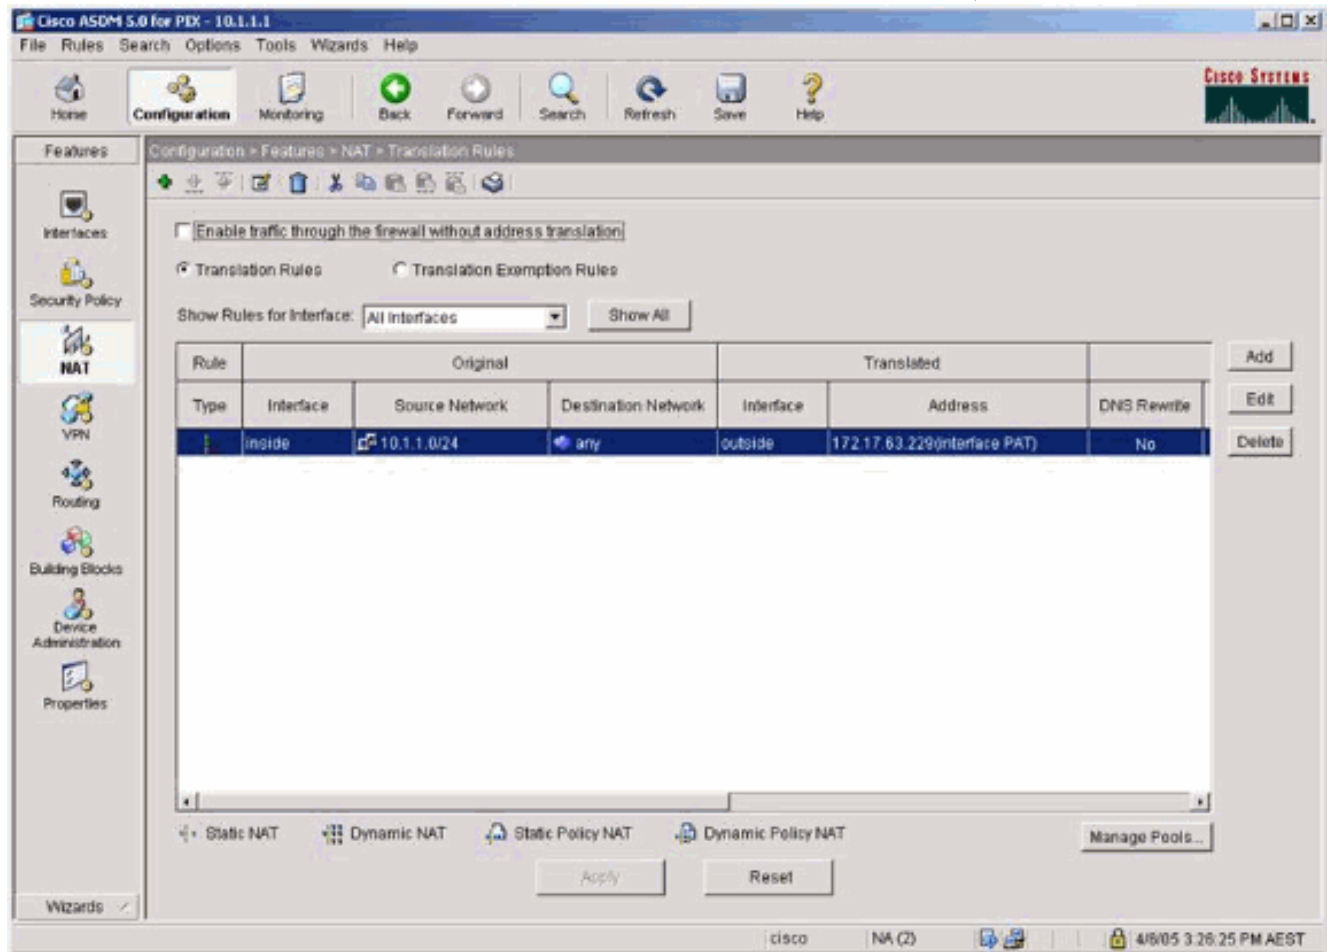 Cisco ASDM 5.0 for PIX - 10.1.1.1
File Rules Search Options Tools Wizards Help
Home Configuration Monitoring Back Forward Search Refresh Save Help
CISCO SYSTEMS
Features
Configuration > Features > NAT > Translation Rules
Interfaces
Security Policy
NAT
VPN
Routing
Building Blocks
Device
Administration
Properties
Wizards
Enable traffic through the firewall without address translation
Translation Rules Translation Exemption Rules
Show Rules for Interface: All Interfaces Show All
Rule Original Translated
Type Interface Source Network Destination Network Interface Address DNS Rewrite
inside 10.1.1.0/24 any outside 172.17.63.229(interface PAT) No
Add
Edit
Delete
Static NAT Dynamic NAT Static Policy NAT Dynamic Policy NAT
Manage Pools...
Apply Reset
cisco NA (2) 4/6/05 3:26:25 PM AEST